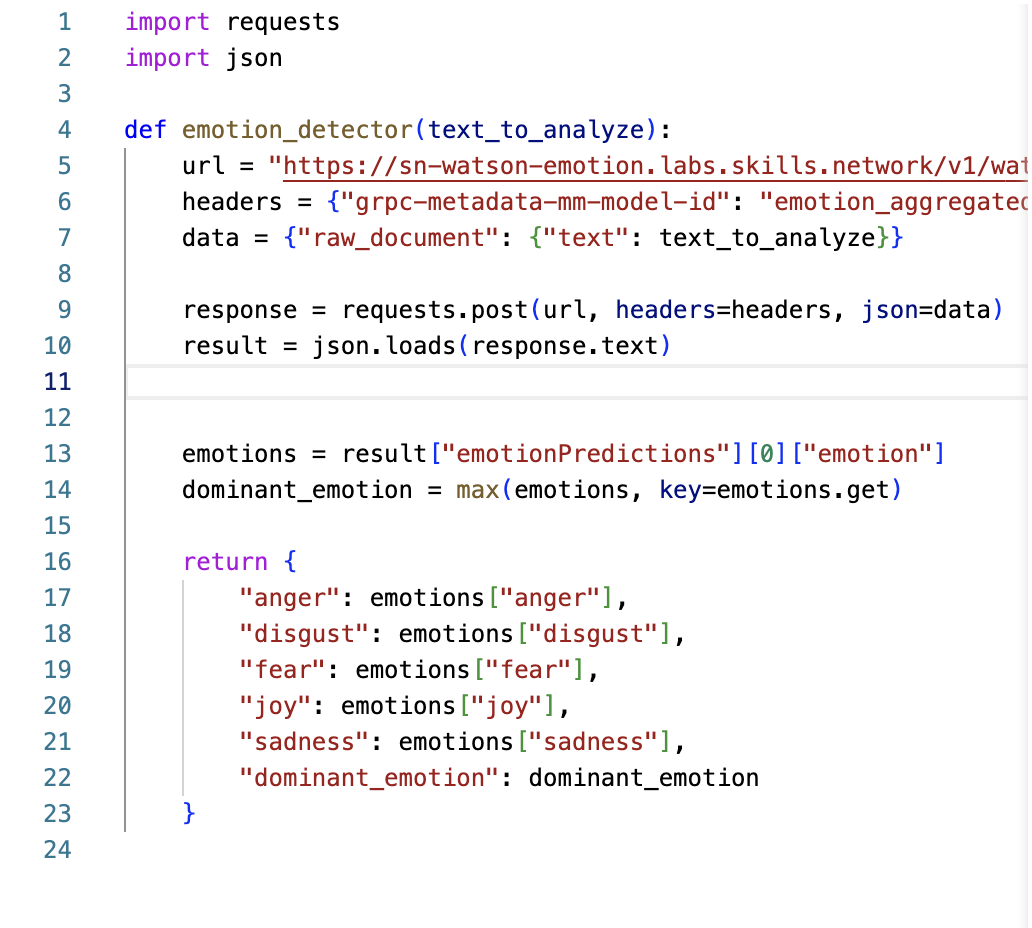 1 import requests
2 import json
3
4 def emotion_detector(text_to_analyze):
5     url = "https://sn-watson-emotion.labs.skills.network/v1/wat
6     headers = {"grpc-metadata-mm-model-id": "emotion_aggregated
7     data = {"raw_document": {"text": text_to_analyze}}
8
9     response = requests.post(url, headers=headers, json=data)
10     result = json.loads(response.text)
11
12
13     emotions = result["emotionPredictions"][0]["emotion"]
14     dominant_emotion = max(emotions, key=emotions.get)
15
16     return {
17         "anger": emotions["anger"],
18         "disgust": emotions["disgust"],
19         "fear": emotions["fear"],
20         "joy": emotions["joy"],
21         "sadness": emotions["sadness"],
22         "dominant_emotion": dominant_emotion
23     }
24